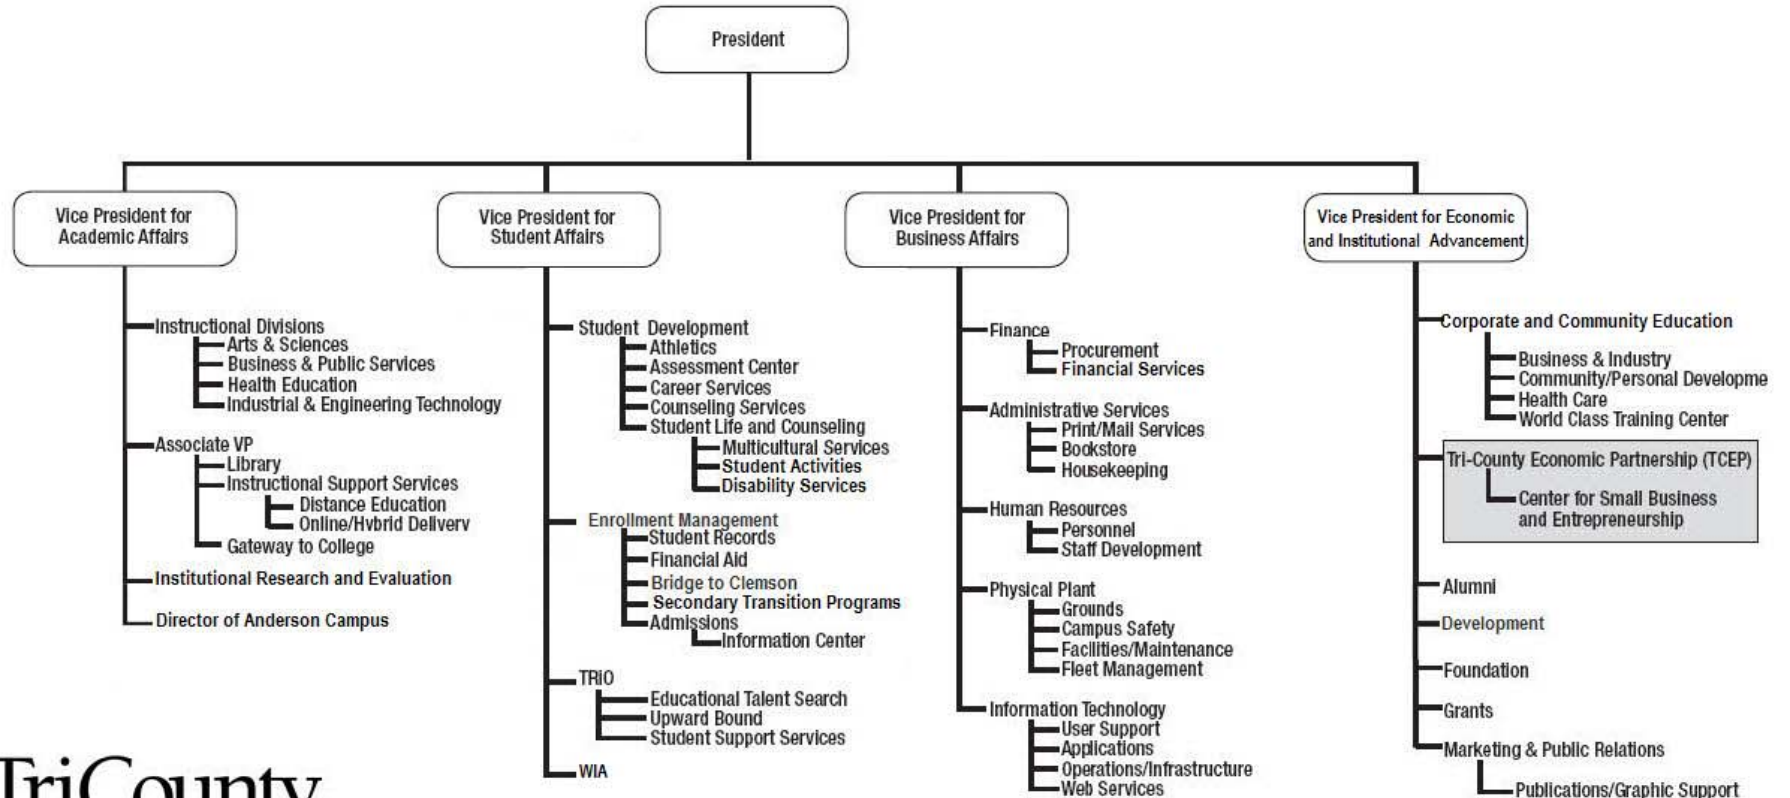 President
Vice President for
Academic Affairs
Instructional Divisions
Arts & Sciences
Business & Public Services
Health Education
Industrial & Engineering Technology
Associate VP
Library
Instructional Support Services
Distance Education
Online/Hybrid Delivery
Gateway to College
Institutional Research and Evaluation
Director of Anderson Campus
Vice President for
Student Affairs
Student Development
Athletics
Assessment Center
Career Services
Counseling Services
Student Life and Counseling
Multicultural Services
Student Activities
Disability Services
Enrollment Management
Student Records
Financial Aid
Bridge to Clemson
Secondary Transition Programs
Admissions
Information Center
TRIO
Educational Talent Search
Upward Bound
Student Support Services
WIA
Vice President for
Business Affairs
Finance
Procurement
Financial Services
Administrative Services
Print/Mail Services
Bookstore
Housekeeping
Human Resources
Personnel
Staff Development
Physical Plant
Grounds
Campus Safety
Facilities/Maintenance
Fleet Management
Information Technology
User Support
Applications
Operations/Infrastructure
Web Services
Vice President for Economic
and Institutional Advancement
Corporate and Community Education
Business & Industry
Community/Personal Developme
Health Care
World Class Training Center
Tri-County Economic Partnership (TCEP)
Center for Small Business
and Entrepreneurship
Alumni
Development
Foundation
Grants
Marketing & Public Relations
Publications/Graphic Support
TriCounty